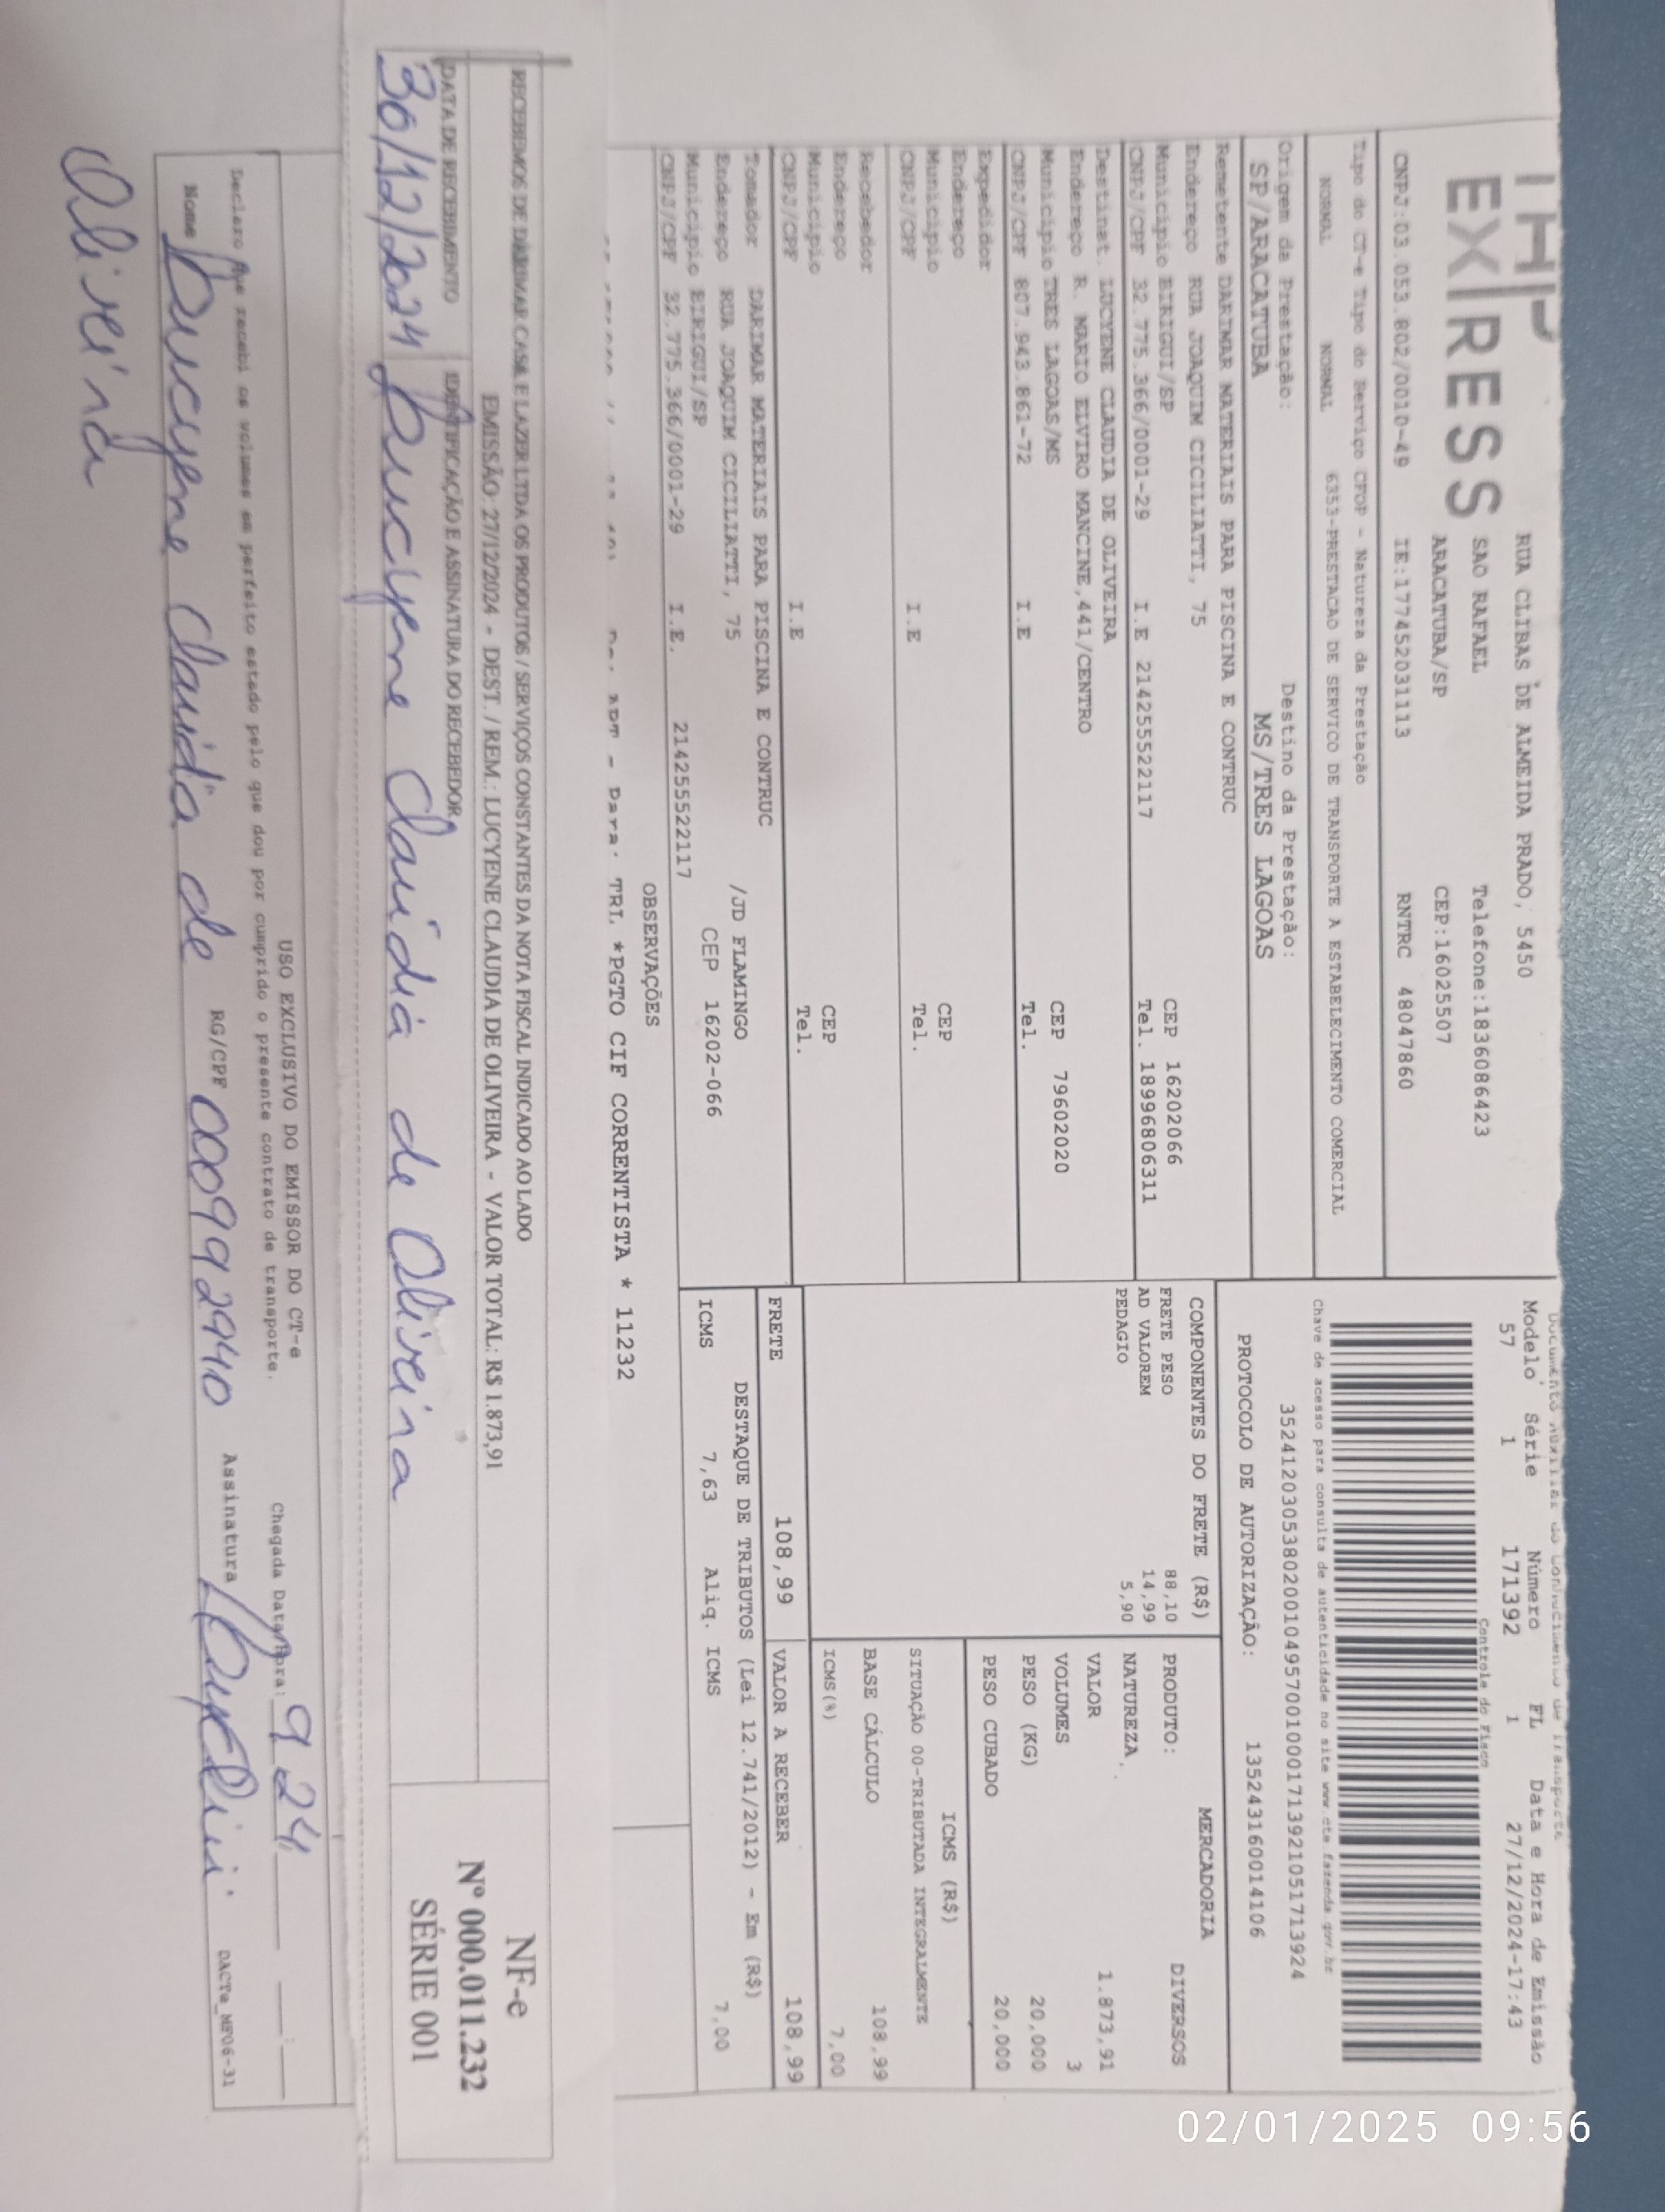 EXPRESS
RUA CLIBAS DE ALMEIDA PRADO, 5450
SAO RAFAEL Telefone:1836086423
ARACATUBA/SP CEP:16025507
CNPJ:03.053.802/0010-49 IE:177452031113 RNTRC 48047860
Modelo Série Número FL Data e Hora de Emissão
57 1 171392 1 27/12/2024-17:43
Controle do Fisco
Chave de acesso para consulta de autenticidade no site www.cte.fazenda.gov.br
35241203053802001049570010001713921051713924
PROTOCOLO DE AUTORIZAÇÃO: 135243160014106
Tipo do CT-e Tipo do Serviço CFOP - Natureza da Prestação
NORMAL NORMAL 6353-PRESTACAO DE SERVICO DE TRANSPORTE A ESTABELECIMENTO COMERCIAL
Origem da Prestação: Destino da Prestação:
SP/ARACATUBA MS/TRES LAGOAS
Remetente DARIMAR MATERIAIS PARA PISCINA E CONTRUC
Endereço RUA JOAQUIM CICILIATTI, 75
Município BIRIGUI/SP CEP 16202066
CNPJ/CPF 32.775.366/0001-29 I.E 214255522117 Tel. 18996806311
Destinat. LUCYENE CLAUDIA DE OLIVEIRA
Endereço R. MARIO ELVIRO MANCINE,441/CENTRO
Município TRES LAGOAS/MS CEP 79602020
CNPJ/CPF 807.943.861-72 I.E Tel.
Expedidor
Endereço
Município CEP
CNPJ/CPF I.E Tel.
Recebedor
Endereço
Município CEP
CNPJ/CPF I.E Tel.
Tomador DARIMAR MATERIAIS PARA PISCINA E CONTRUC
Endereço RUA JOAQUIM CICILIATTI, 75 /JD FLAMINGO
Município BIRIGUI/SP CEP 16202-066
CNPJ/CPF 32.775.366/0001-29 I.E. 214255522117
COMPONENTES DO FRETE (R$)
FRETE PESO 88,10
AD VALOREM 14,99
PEDAGIO 5,90
MERCADORIA
PRODUTO: DIVERSOS
NATUREZA
VALOR 1.873,91
VOLUMES 3
PESO (KG) 20,000
PESO CUBADO 20,000
ICMS (R$)
SITUAÇÃO 00-TRIBUTADA INTEGRALMENTE
BASE CÁLCULO 108,99
ICMS(%) 7,00
FRETE 108,99 VALOR A RECEBER 108,99
DESTAQUE DE TRIBUTOS (Lei 12.741/2012) - Em (R$)
ICMS 7,63 Aliq. ICMS 7,00
OBSERVAÇÕES
TRL *PGTO CIF CORRENTISTA * 11232
RECEBEMOS DE DARIMAR CASA E LAZER LTDA OS PRODUTOS / SERVIÇOS CONSTANTES DA NOTA FISCAL INDICADO AO LADO
EMISSÃO: 27/12/2024 - DEST. / REM.: LUCYENE CLAUDIA DE OLIVEIRA - VALOR TOTAL: R$ 1.873,91
DATA DE RECEBIMENTO IDENTIFICAÇÃO E ASSINATURA DO RECEBEDOR
30/12/2024 Lucyene Claudia de Oliveira
NF-e
Nº 000.011.232
SÉRIE 001
USO EXCLUSIVO DO EMISSOR DO CT-e
Declaro que recebi os volumes em perfeito estado pelo que dou por cumprido o presente contrato de transporte.
Chegada Data/Hora: 9 24
Nome Lucyene Claudia de RG/CPF 000992940 Assinatura
Oliveira
DACTe_MF06-31
02/01/2025 09:56